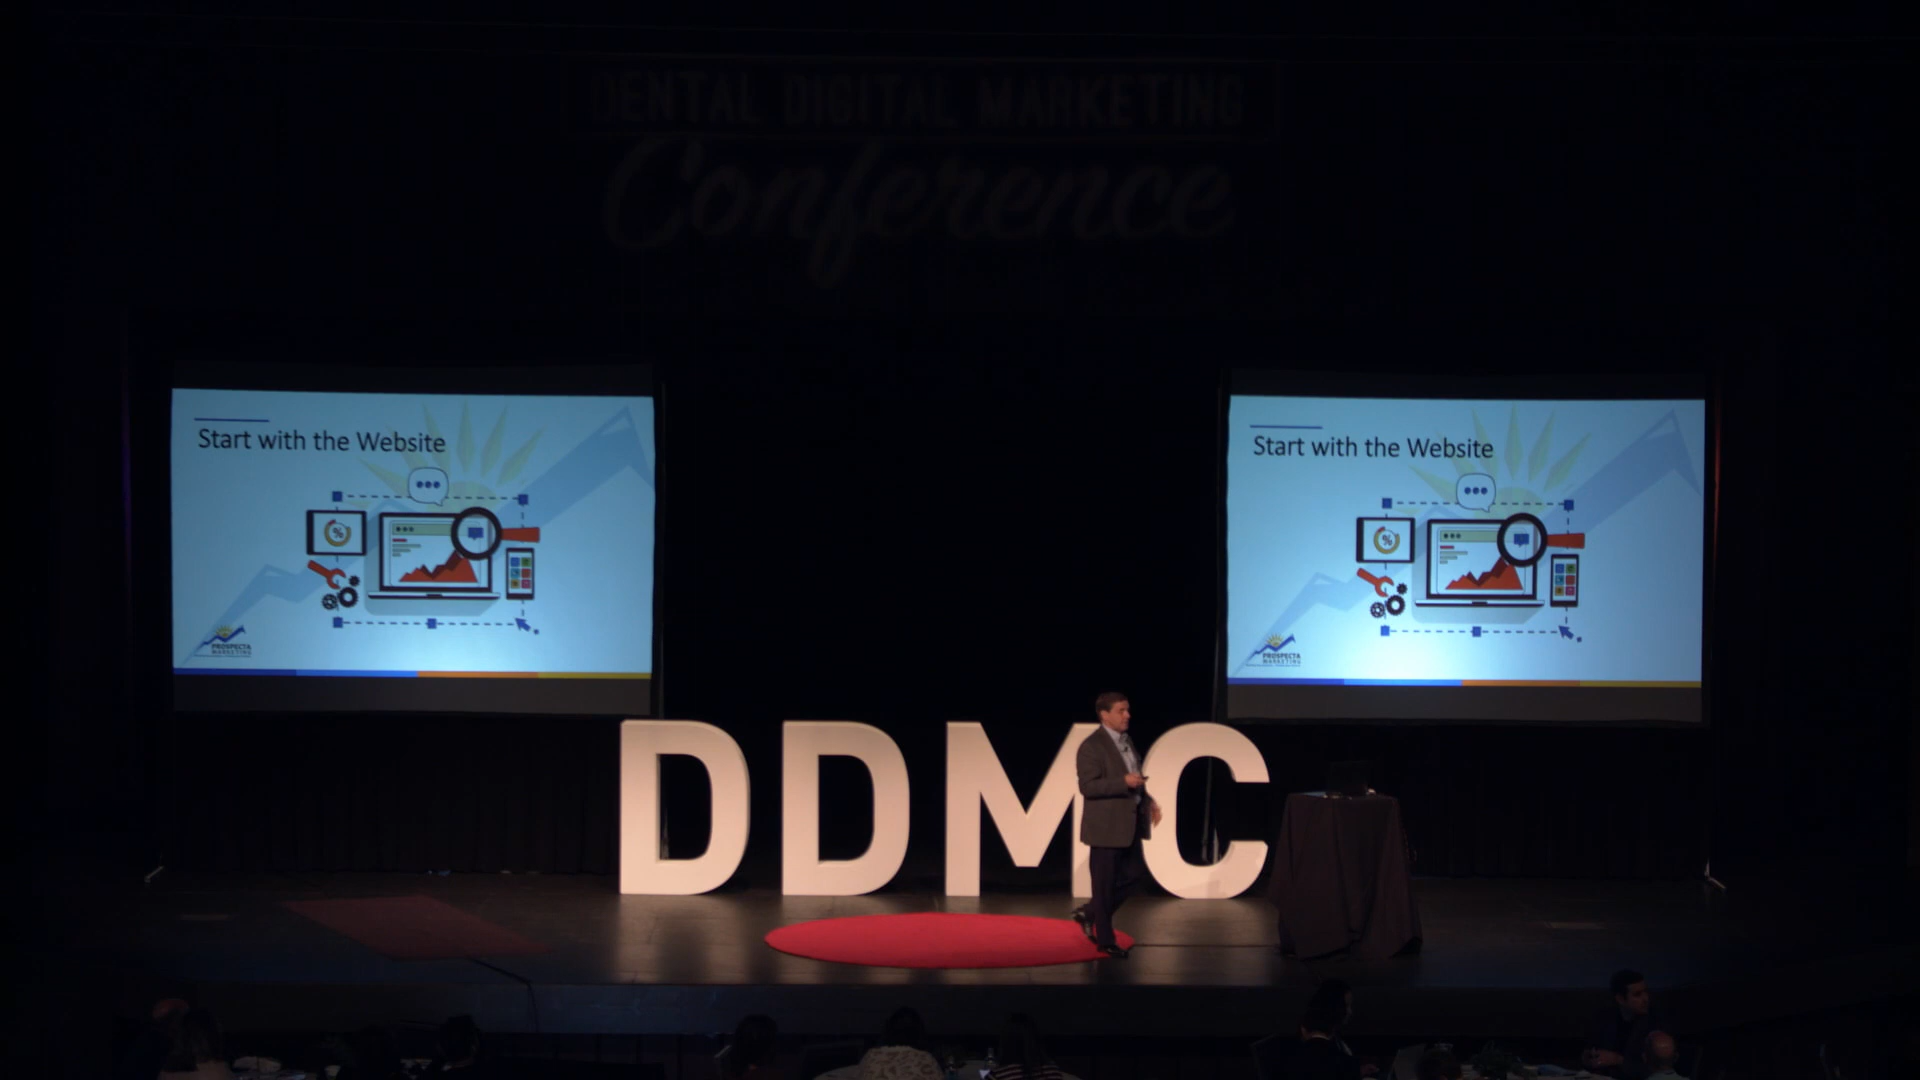 DENTAL DIGITAL MARKETING
Conference
Start with the Website
%
PROSPECTA
MARKETING
Start with the Website
%
PROSPECTA
MARKETING
DDMC